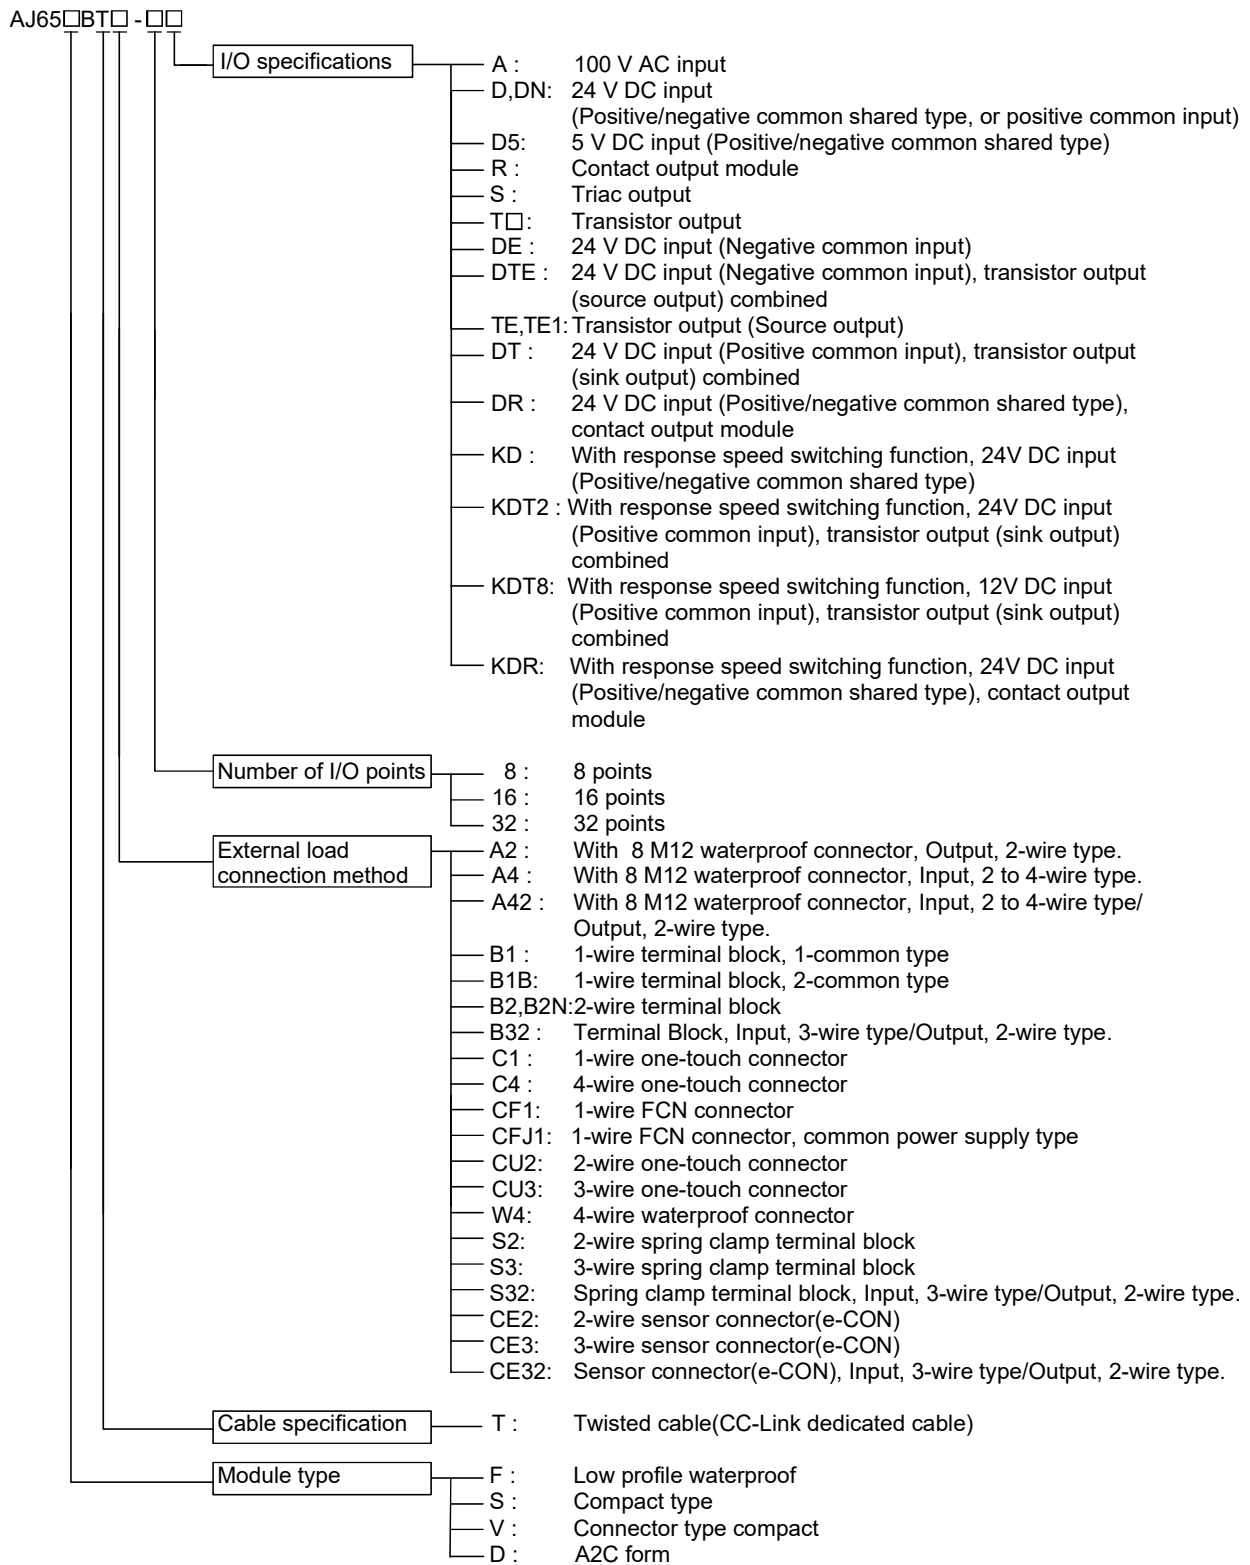 AJ65□BT□ - □□
I/O specifications
A : 100 V AC input
D,DN: 24 V DC input
(Positive/negative common shared type, or positive common input)
D5: 5 V DC input (Positive/negative common shared type)
R : Contact output module
S : Triac output
T□: Transistor output
DE : 24 V DC input (Negative common input)
DTE : 24 V DC input (Negative common input), transistor output
(source output) combined
TE,TE1: Transistor output (Source output)
DT : 24 V DC input (Positive common input), transistor output
(sink output) combined
DR : 24 V DC input (Positive/negative common shared type),
contact output module
KD : With response speed switching function, 24V DC input
(Positive/negative common shared type)
KDT2 : With response speed switching function, 24V DC input
(Positive common input), transistor output (sink output)
combined
KDT8: With response speed switching function, 12V DC input
(Positive common input), transistor output (sink output)
combined
KDR: With response speed switching function, 24V DC input
(Positive/negative common shared type), contact output
module
Number of I/O points
8 : 8 points
16 : 16 points
32 : 32 points
External load
connection method
A2 : With 8 M12 waterproof connector, Output, 2-wire type.
A4 : With 8 M12 waterproof connector, Input, 2 to 4-wire type.
A42 : With 8 M12 waterproof connector, Input, 2 to 4-wire type/
Output, 2-wire type.
B1 : 1-wire terminal block, 1-common type
B1B: 1-wire terminal block, 2-common type
B2,B2N:2-wire terminal block
B32 : Terminal Block, Input, 3-wire type/Output, 2-wire type.
C1 : 1-wire one-touch connector
C4 : 4-wire one-touch connector
CF1: 1-wire FCN connector
CFJ1: 1-wire FCN connector, common power supply type
CU2: 2-wire one-touch connector
CU3: 3-wire one-touch connector
W4: 4-wire waterproof connector
S2: 2-wire spring clamp terminal block
S3: 3-wire spring clamp terminal block
S32: Spring clamp terminal block, Input, 3-wire type/Output, 2-wire type.
CE2: 2-wire sensor connector(e-CON)
CE3: 3-wire sensor connector(e-CON)
CE32: Sensor connector(e-CON), Input, 3-wire type/Output, 2-wire type.
Cable specification
T : Twisted cable(CC-Link dedicated cable)
Module type
F : Low profile waterproof
S : Compact type
V : Connector type compact
D : A2C form